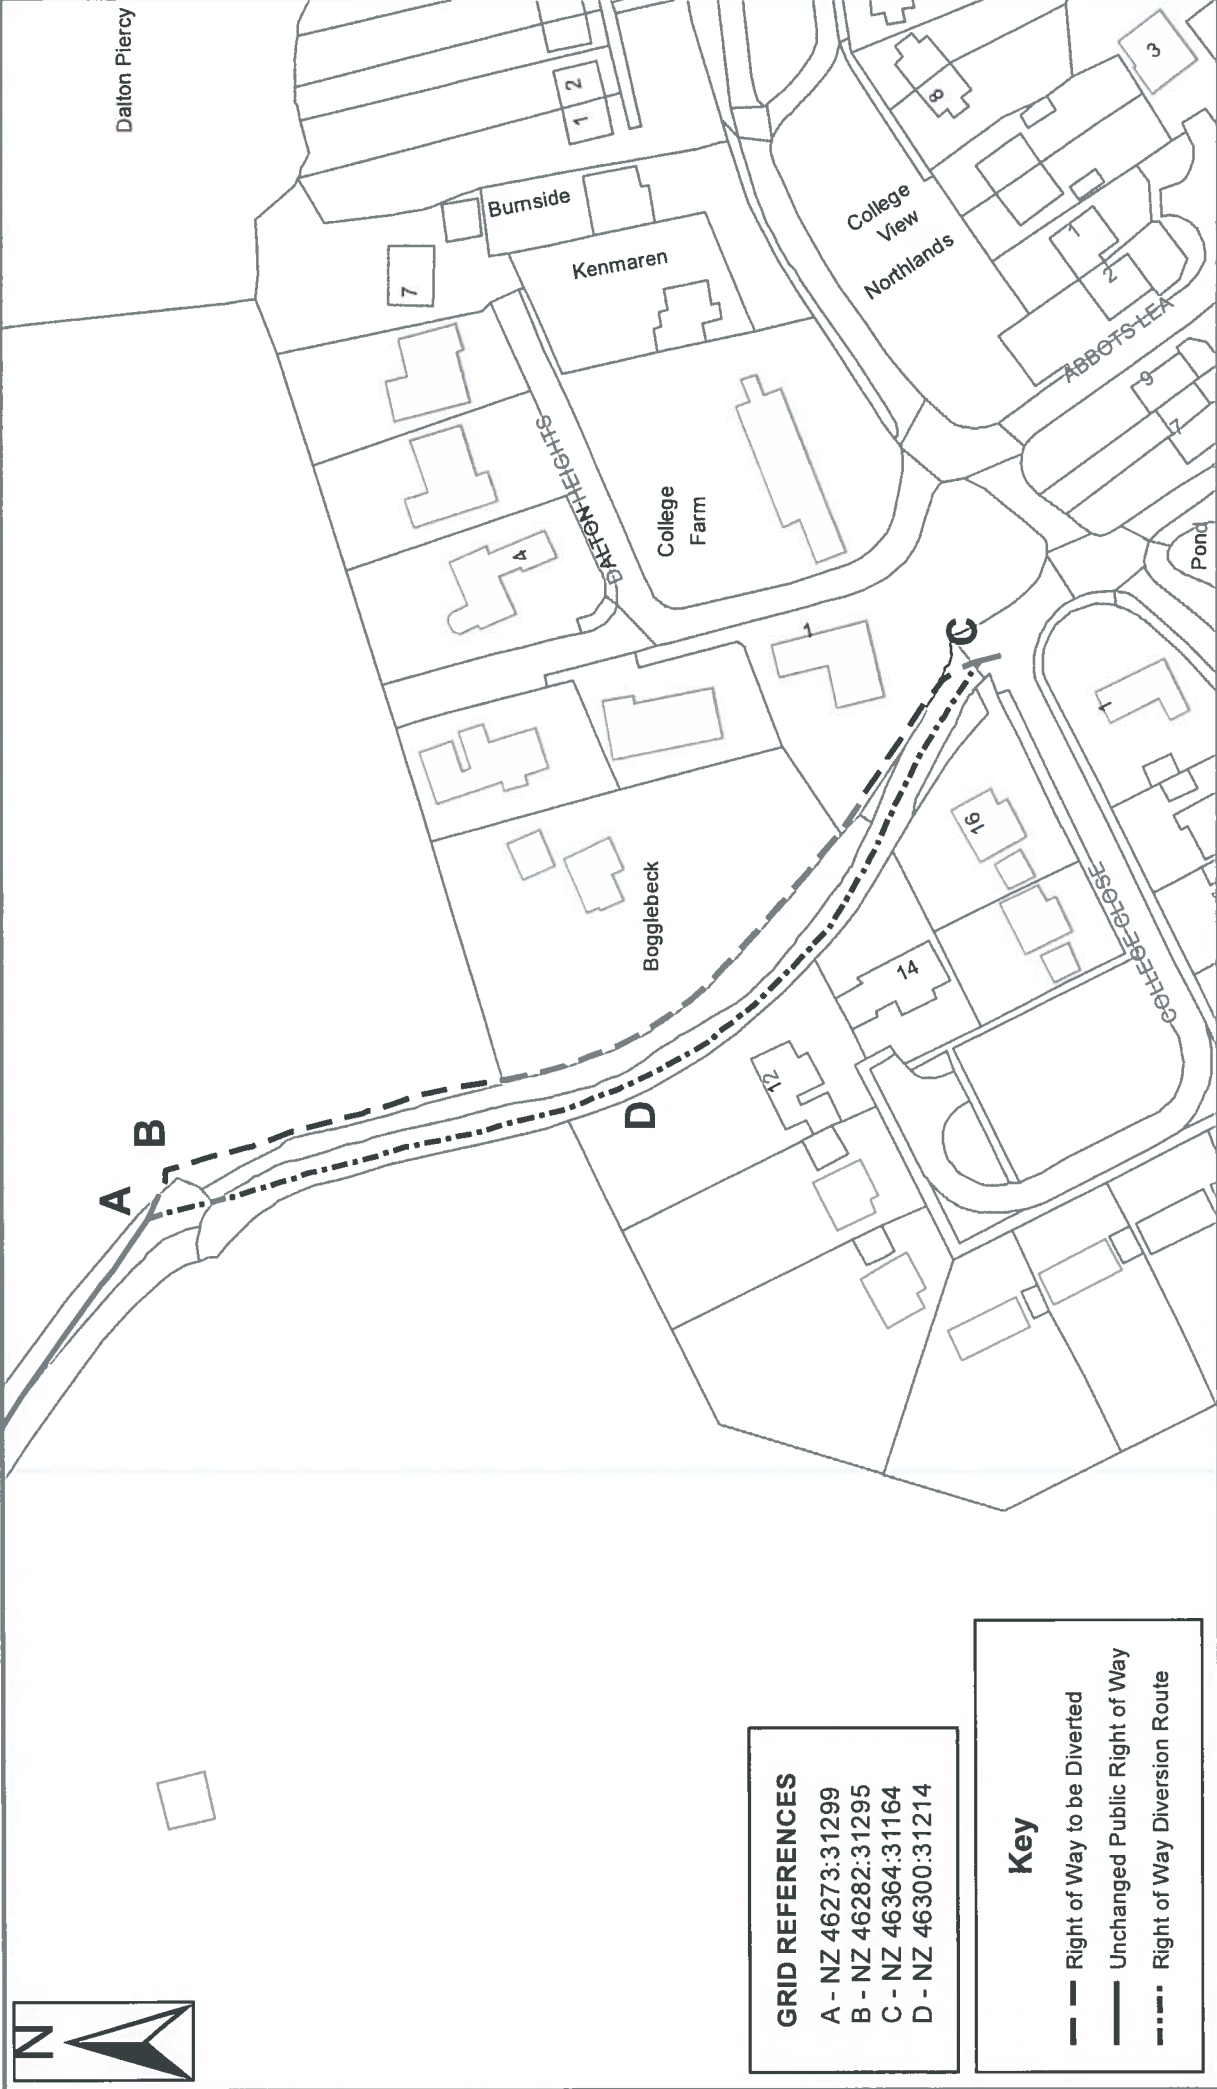 N
Dalton Piercy
A
B
D
C
7
4
1
2
Burnside
Kenmaren
DALTON HEIGHTS
College
Farm
Bogglebeck
1
8
3
College
View
Northlands
1
2
ABBOTS LEA
9
7
Pond
1
16
14
12
COLLEGE CLOSE
GRID REFERENCES
A - NZ 46273:31299
B - NZ 46282:31295
C - NZ 46364:31164
D - NZ 46300:31214
Key
Right of Way to be Diverted
Unchanged Public Right of Way
Right of Way Diversion Route